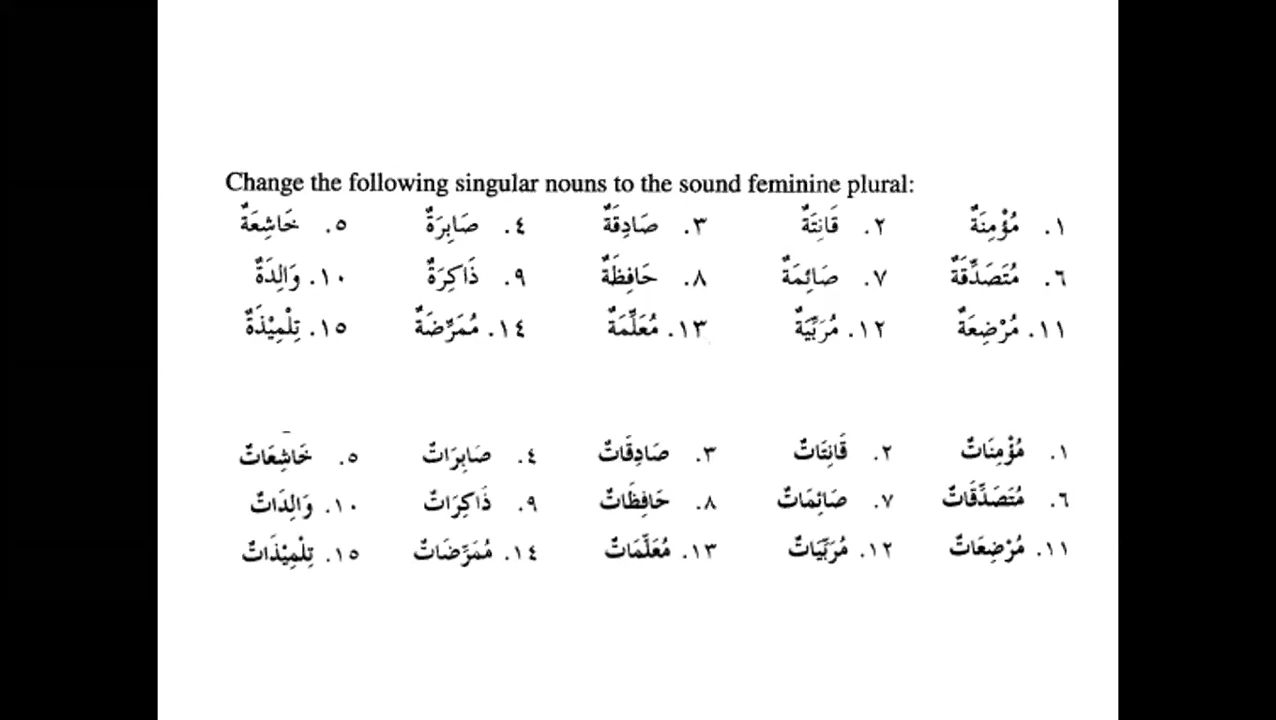 Change the following singular nouns to the sound feminine plural:
١. مُؤْمِنَةٌ ٢. قَانِتَةٌ ٣. صَادِقَةٌ ٤. صَابِرَةٌ ٥. خَاشِعَةٌ
٦. مُتَصَدِّقَةٌ ٧. صَائِمَةٌ ٨. حَافِظَةٌ ٩. ذَاكِرَةٌ ١٠. وَالِدَةٌ
١١. مُرْضِعَةٌ ١٢. مُرَبِّيَةٌ ١٣. مُعَلِّمَةٌ ١٤. مُمَرِّضَةٌ ١٥. تِلْمِيْذَةٌ
١. مُؤْمِنَاتٌ ٢. قَانِتَاتٌ ٣. صَادِقَاتٌ ٤. صَابِرَاتٌ ٥. خَاشِعَاتٌ
٦. مُتَصَدِّقَاتٌ ٧. صَائِمَاتٌ ٨. حَافِظَاتٌ ٩. ذَاكِرَاتٌ ١٠. وَالِدَاتٌ
١١. مُرْضِعَاتٌ ١٢. مُرَبِّيَاتٌ ١٣. مُعَلِّمَاتٌ ١٤. مُمَرِّضَاتٌ ١٥. تِلْمِيْذَاتٌ